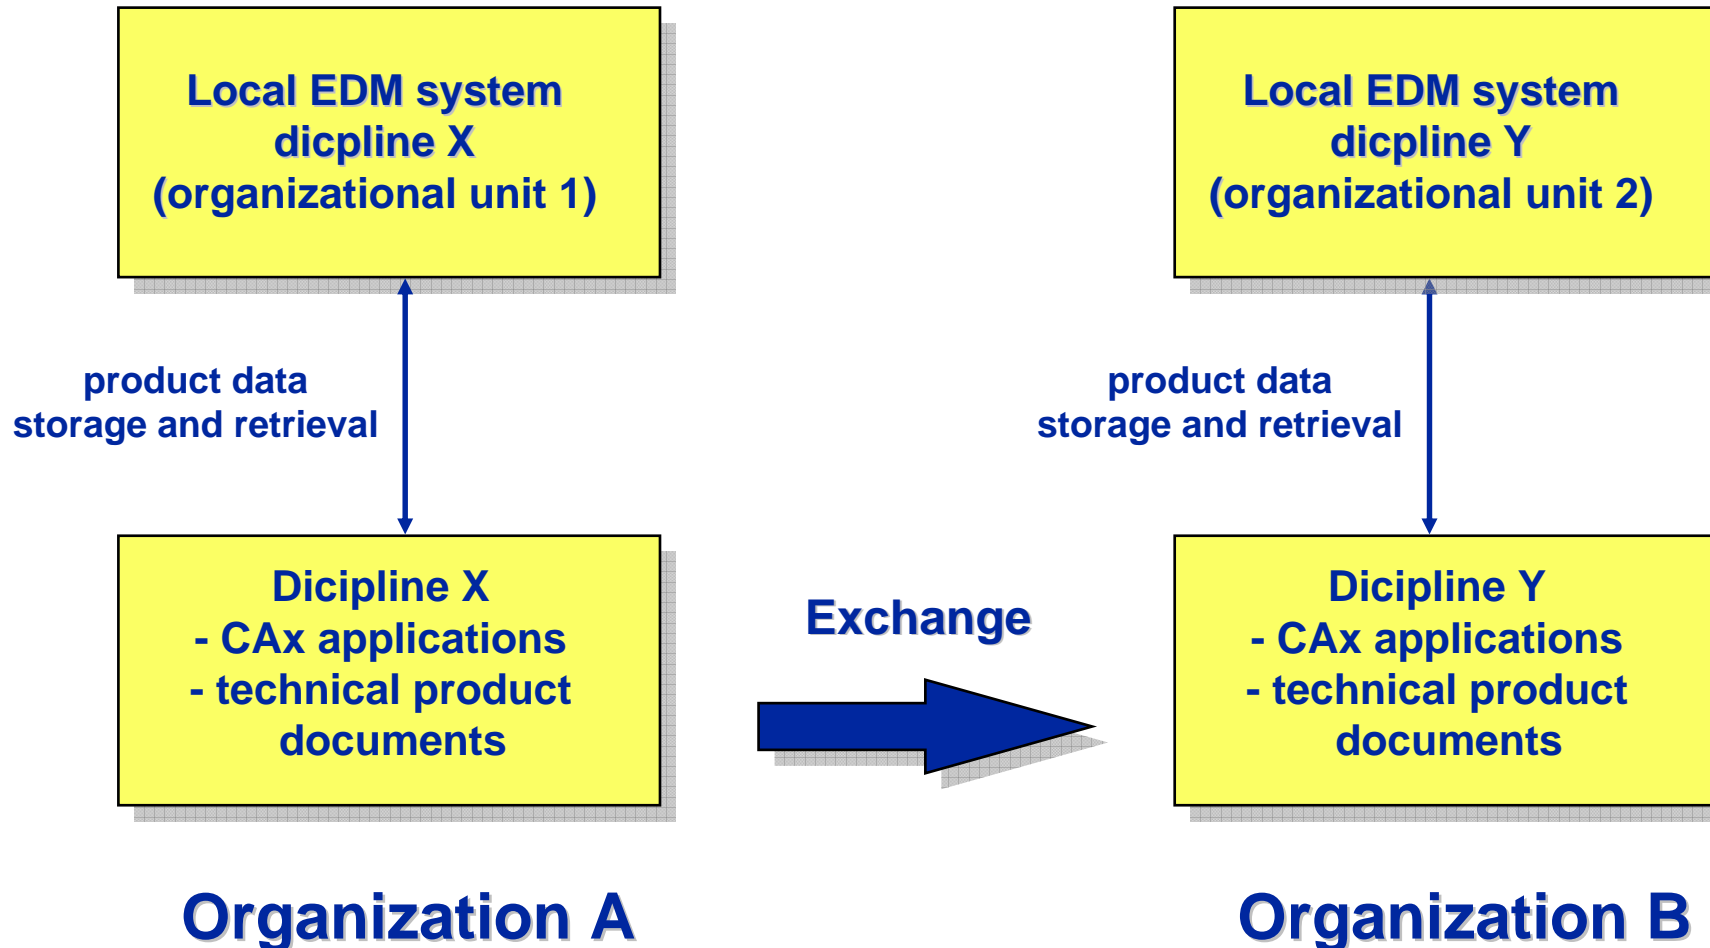 Local EDM system
dicpline X
(organizational unit 1)
Local EDM system
dicpline Y
(organizational unit 2)
product data
storage and retrieval
product data
storage and retrieval
Dicipline X
- CAx applications
- technical product
documents
Exchange
Dicipline Y
- CAx applications
- technical product
documents
Organization A
Organization B